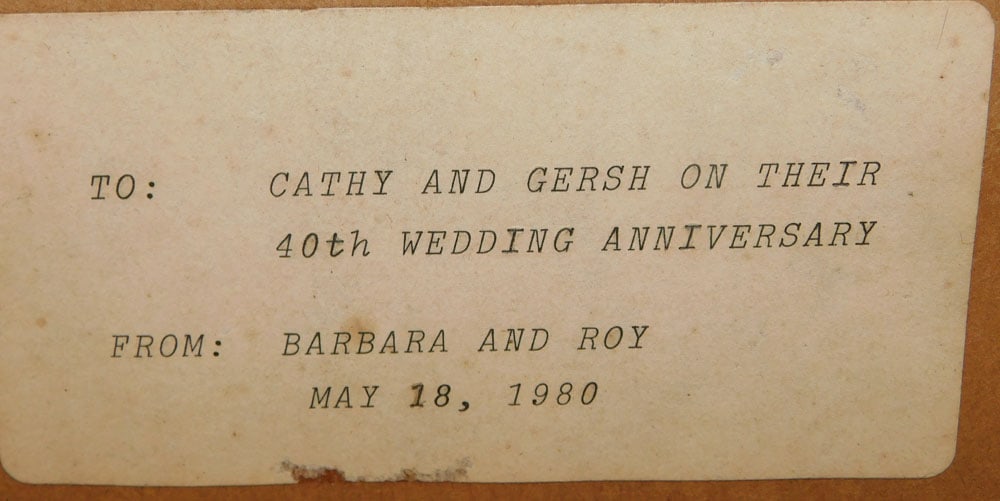 TO: CATHY AND GERSH ON THEIR
40th WEDDING ANNIVERSARY
FROM: BARBARA AND ROY
MAY 18, 1980